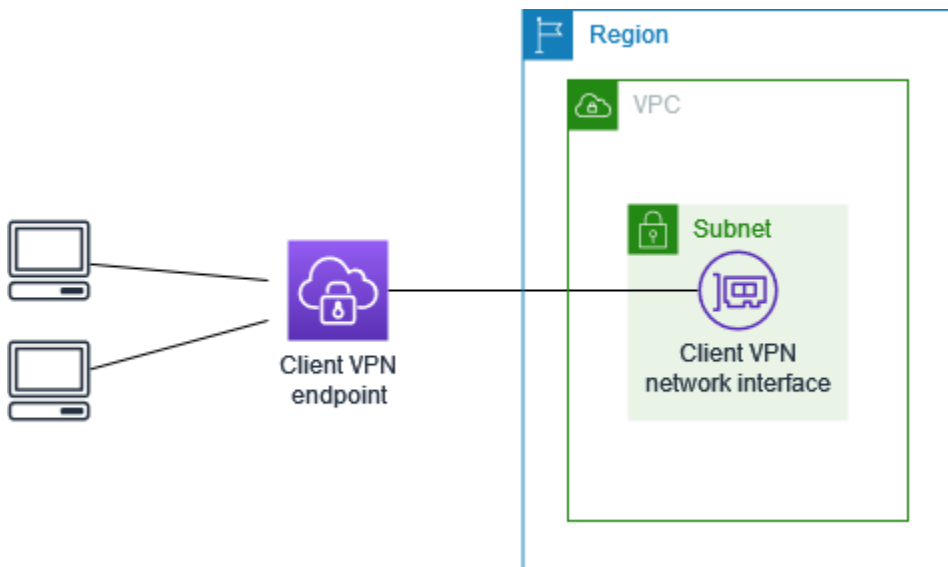 Region
VPC
Subnet
Client VPN
endpoint
Client VPN
network interface